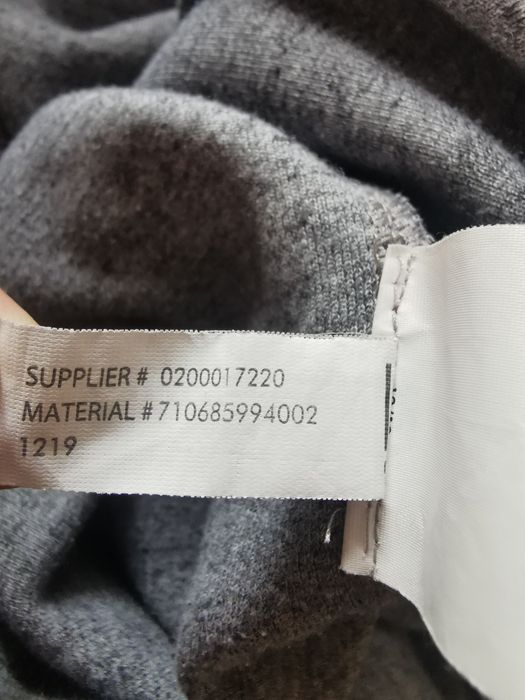 SUPPLIER # 0200017220
MATERIAL #710685994002
1219